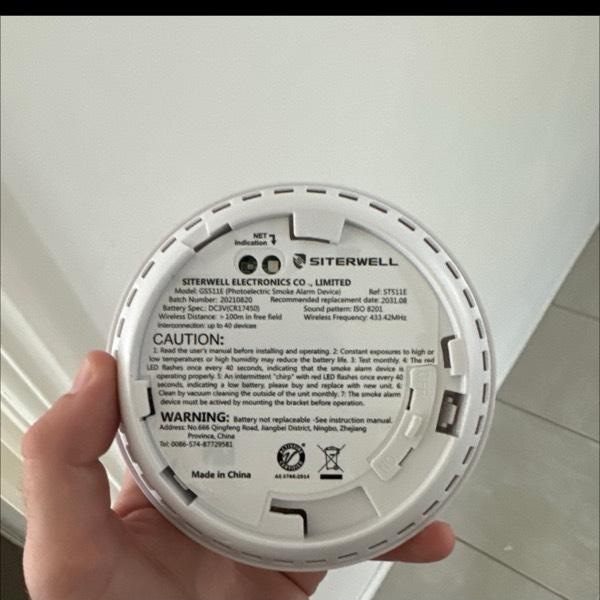 NET
Indication
SITERWELL
SITERWELL ELECTRONICS CO ., LIMITED
Model: GS511E (Photoelectric Smoke Alarm Device) Ref: STS11E
Batch Number: 20210820 Recommended replacement date: 2031.08
Battery Spec.: DC3V(CR17450) Sound pattern: ISO 8201
Wireless Distance: > 100m in free field Wireless Frequency: 433.42MHz
Interconnection: up to 40 devices
CAUTION:
1: Read the user's manual before installing and operating. 2: Constant exposures to high or
low temperatures or high humidity may reduce the battery life. 3: Test monthly. 4: The red
LED flashes once every 40 seconds, indicating that the smoke alarm device is
operating properly. 5: An intermittent "chirp" with red LED flashes once every 40
seconds, indicating a low battery, please buy and replace with new unit. 6:
Clean by vacuum cleaning the outside of the unit monthly. 7: The smoke alarm
device must be actived by mounting the bracket before operation.
WARNING: Battery not replaceable -See instruction manual.
Address: No.666 Qingfeng Road, Jiangbei District, Ningbo, Zhejiang
Province, China
Tel: 0086-574-87729581
Made in China
AS 3786:2014